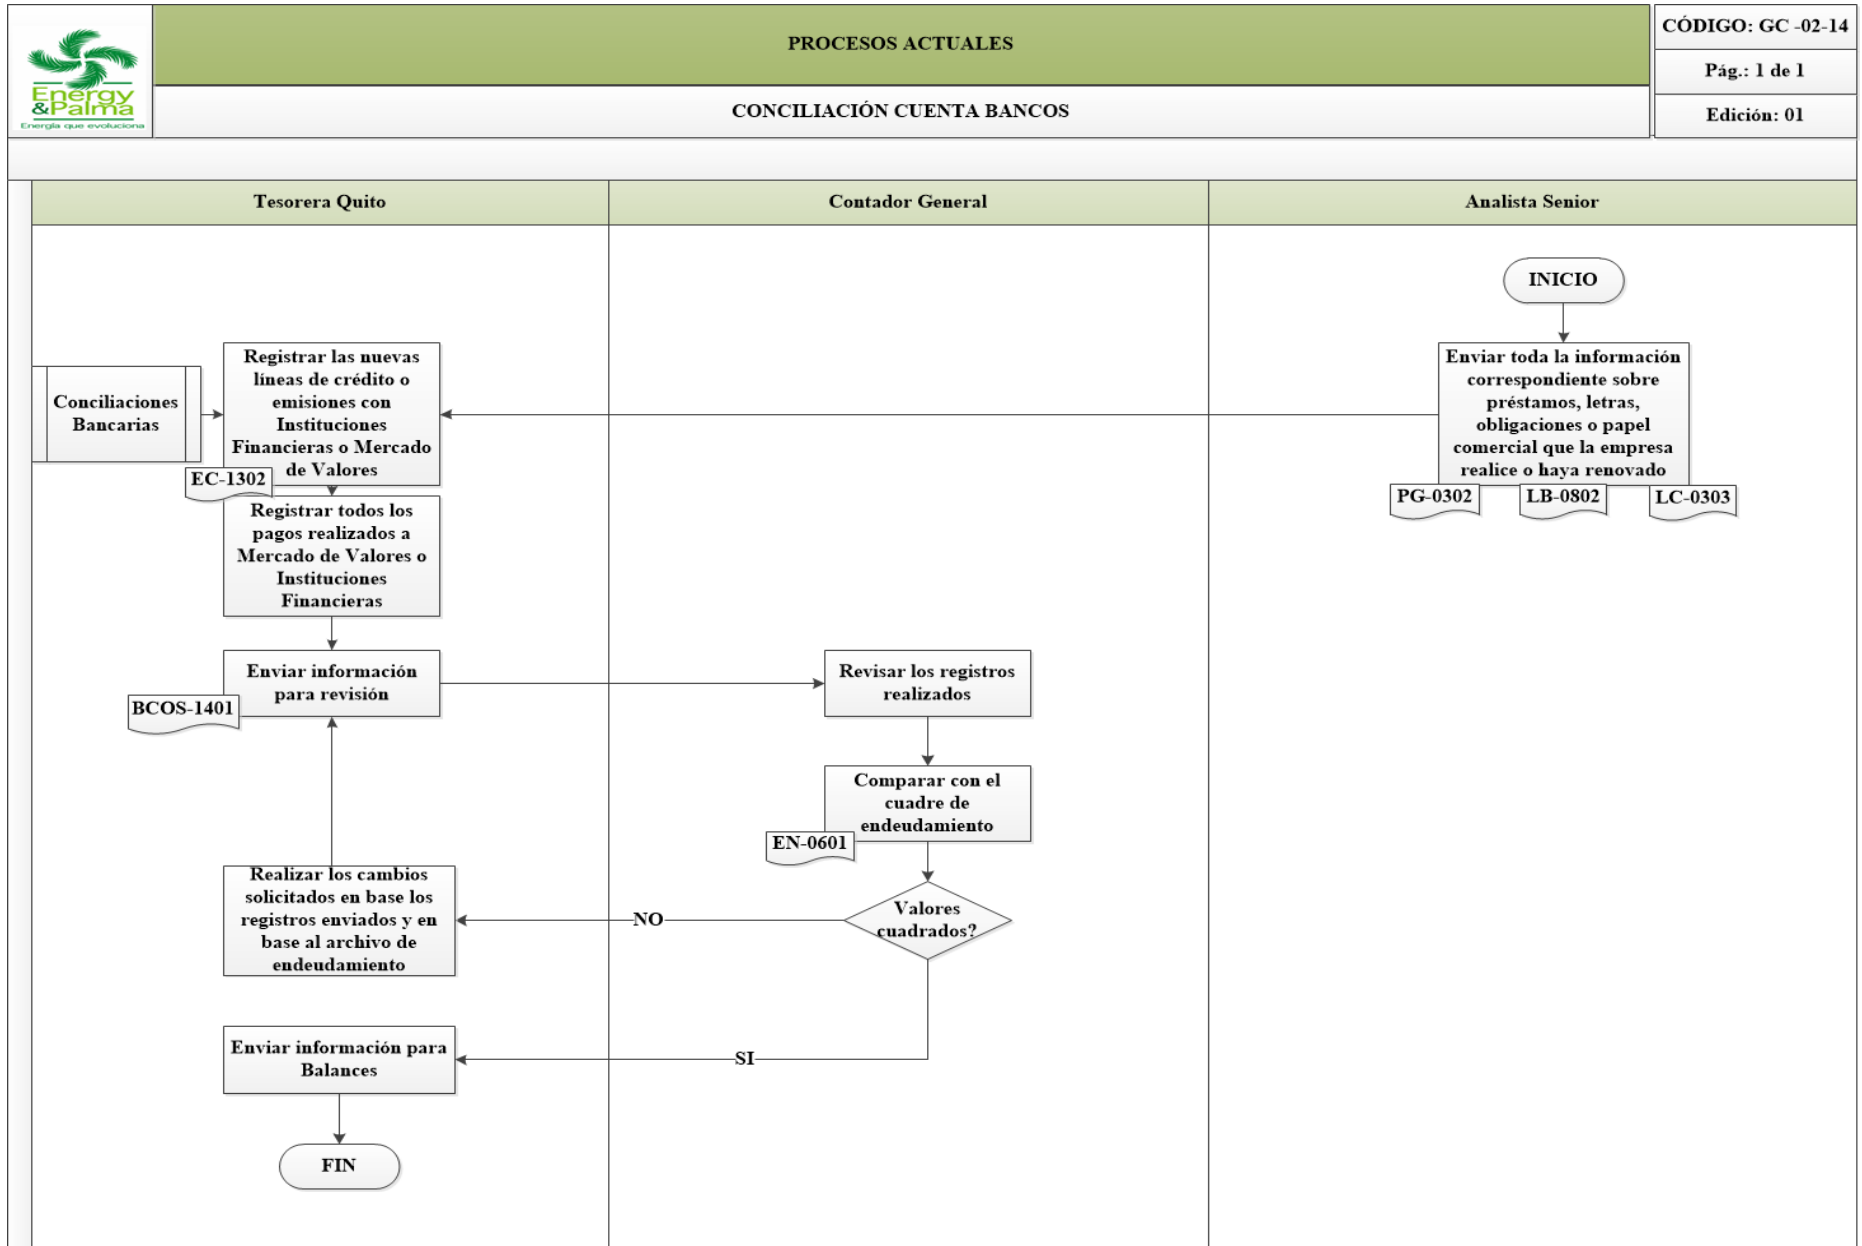 Energy
&Palma
Energía que evoluciona
PROCESOS ACTUALES
CONCILIACIÓN CUENTA BANCOS
CÓDIGO: GC -02-14
Pág.: 1 de 1
Edición: 01
Tesorera Quito
Contador General
Analista Senior
INICIO
Enviar toda la información
correspondiente sobre
préstamos, letras,
obligaciones o papel
comercial que la empresa
realice o haya renovado
PG-0302
LB-0802
LC-0303
Conciliaciones
Bancarias
Registrar las nuevas
líneas de crédito o
emisiones con
Instituciones
Financieras o Mercado
de Valores
EC-1302
Registrar todos los
pagos realizados a
Mercado de Valores o
Instituciones
Financieras
Enviar información
para revisión
BCOS-1401
Revisar los registros
realizados
Comparar con el
cuadre de
endeudamiento
EN-0601
Valores
cuadrados?
NO
Realizar los cambios
solicitados en base los
registros enviados y en
base al archivo de
endeudamiento
SI
Enviar información para
Balances
FIN